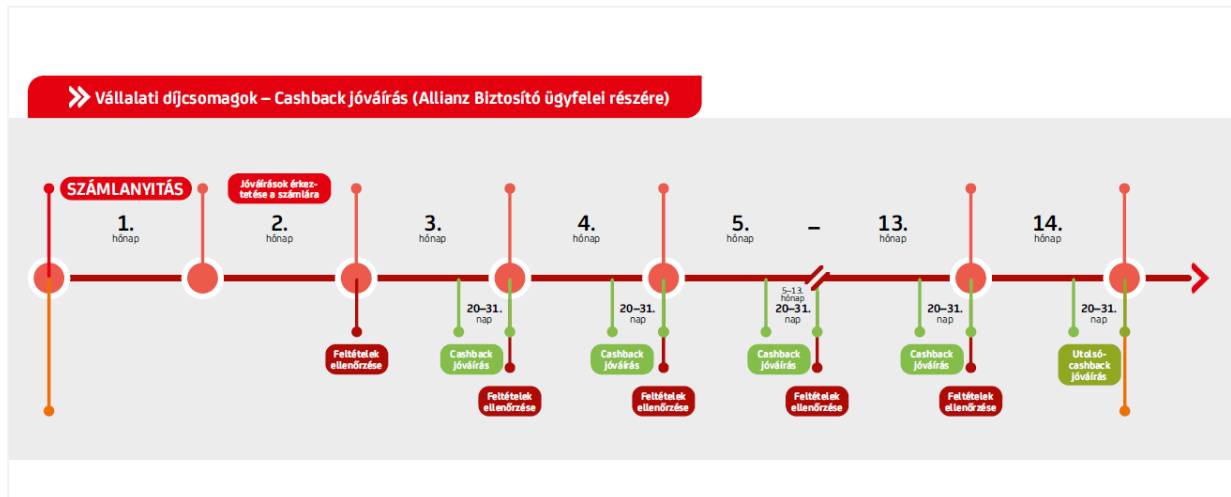 Vállalati díjcsomagok – Cashback jóváírás (Allianz Biztosító ügyfelei részére)
SZÁMLANYITÁS
Jóváírások érkez-
tetése a számlára
1.
hónap
2.
hónap
3.
hónap
4.
hónap
5.
hónap
–
13.
hónap
14.
hónap
Feltételek
ellenőrzése
20–31.
nap
Cashback
jóváírás
Feltételek
ellenőrzése
20–31.
nap
Cashback
jóváírás
Feltételek
ellenőrzése
5–13.
hónap
20–31.
nap
Cashback
jóváírás
Feltételek
ellenőrzése
20–31.
nap
Cashback
jóváírás
Feltételek
ellenőrzése
20–31.
nap
Utolsó-
cashback
jóváírás